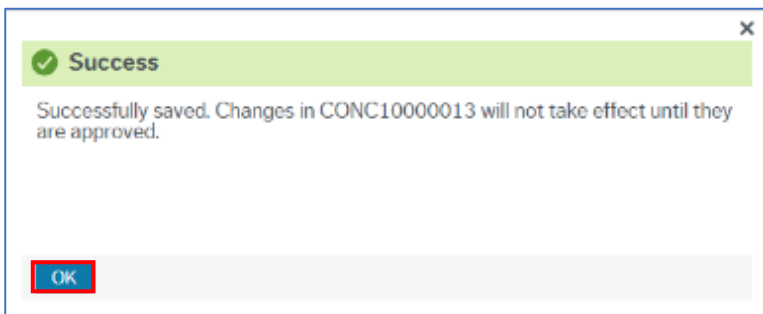 Success
Successfully saved. Changes in CONC10000013 will not take effect until they
are approved.
OK